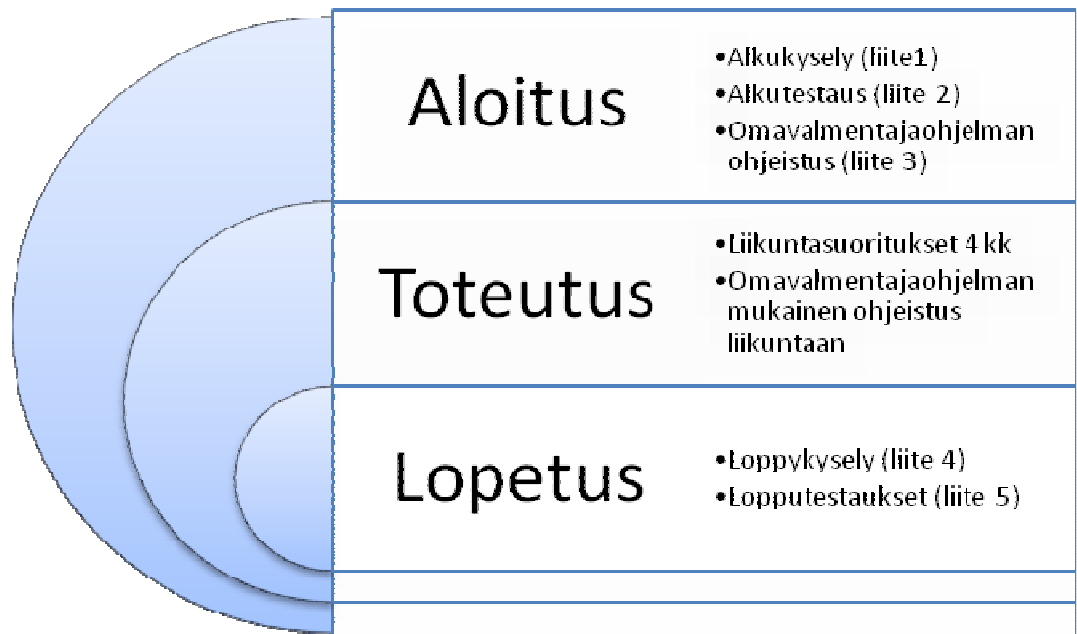 Aloitus
•Alkukysely (liite1)
•Alkutestaus (liite 2)
•Omavalmentajaohjelman
ohjeistus (liite 3)
Toteutus
•Liikuntasuoritukset 4 kk
•Omavalmentajaohjelman
mukainen ohjeistus
liikuntaan
Lopetus
•Loppykysely (liite 4)
•Lopputestaukset (liite 5)